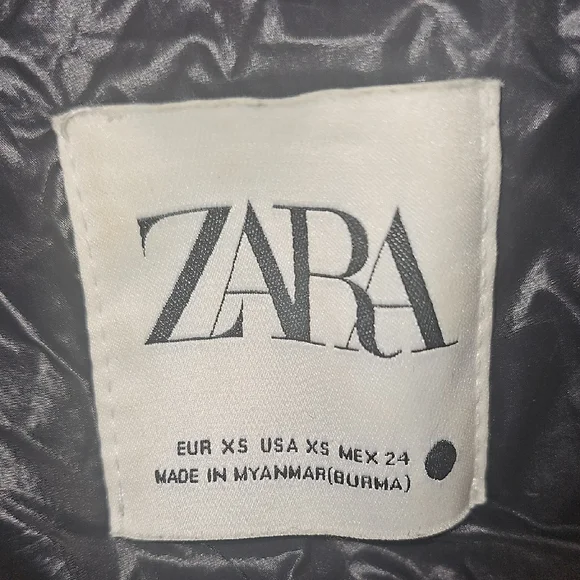 ZARA
EUR XS USA XS MEX 24
MADE IN MYANMAR(BURMA)